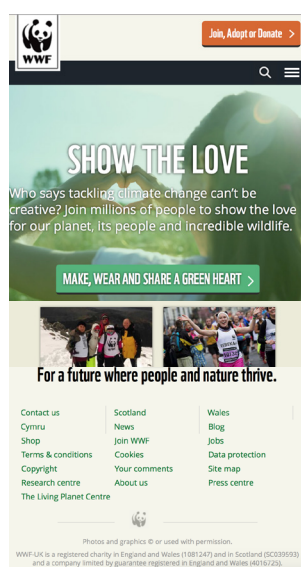 WWF
Join, Adopt or Donate >
SHOW THE LOVE
Who says tackling climate change can't be
creative? Join millions of people to show the love
for our planet, its people and incredible wildlife.
MAKE, WEAR AND SHARE A GREEN HEART >
For a future where people and nature thrive.
Contact us Scotland Wales
Cymru News Blog
Shop Join WWF Jobs
Terms & conditions Cookies Data protection
Copyright Your comments Site map
Research centre About us Press centre
The Living Planet Centre
Photos and graphics © or used with permission.
WWF-UK is a registered charity in England and Wales (1081247) and in Scotland (SC039593)
and a company limited by guarantee registered in England and Wales (4016725).